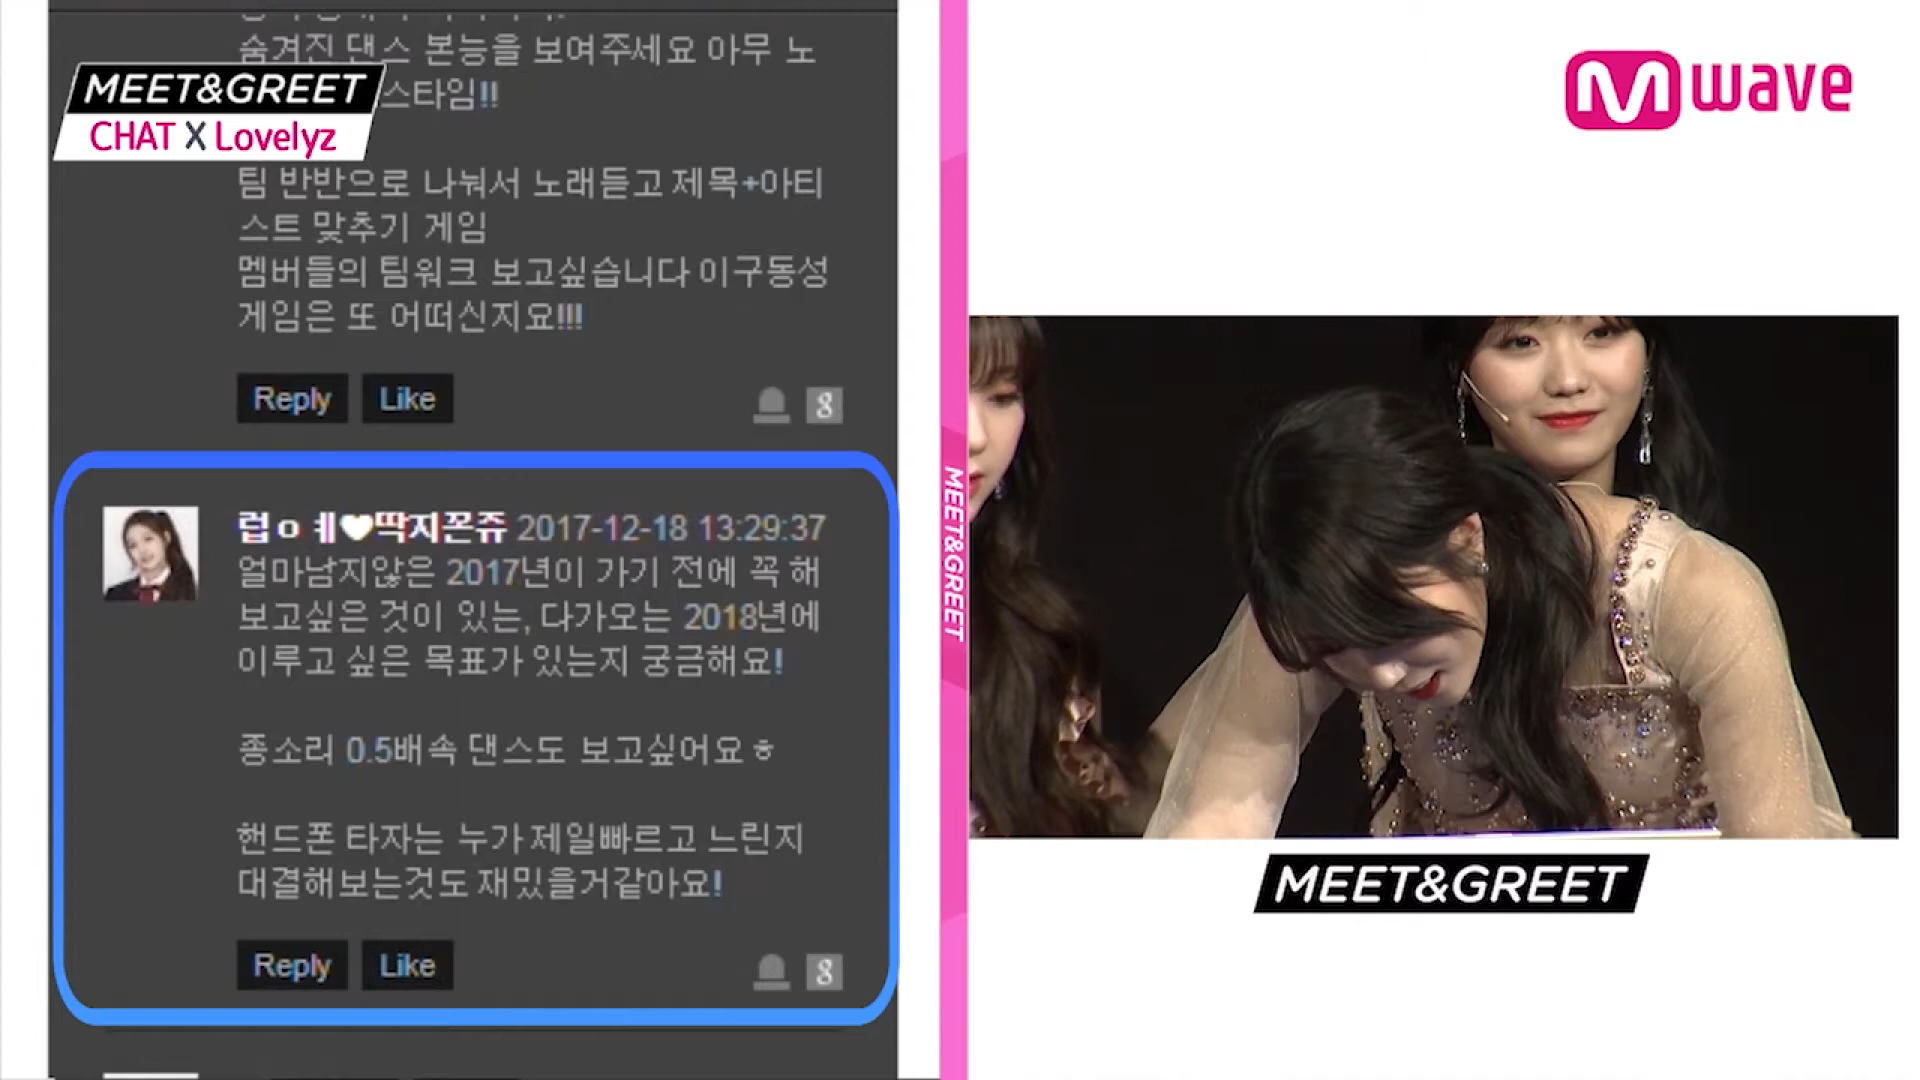 숨겨진 댄스 본능을 보여주세요 아무 노
스타임!!
MEET&GREET
CHAT X Lovelyz
팀 반반으로 나눠서 노래듣고 제목+아티
스트 맞추기 게임
멤버들의 팀워크 보고싶습니다 이구동성
게임은 또 어떠신지요!!!
Reply Like 8
럽ㅇㅖ♥딱지꼰쥬 2017-12-18 13:29:37
얼마남지않은 2017년이 가기 전에 꼭 해
보고싶은 것이 있는, 다가오는 2018년에
이루고 싶은 목표가 있는지 궁금해요!
종소리 0.5배속 댄스도 보고싶어요ㅎ
핸드폰 타자는 누가 제일빠르고 느린지
대결해보는것도 재밌을거같아요!
Reply Like 8
MEET&GREET
Mwave
MEET&GREET